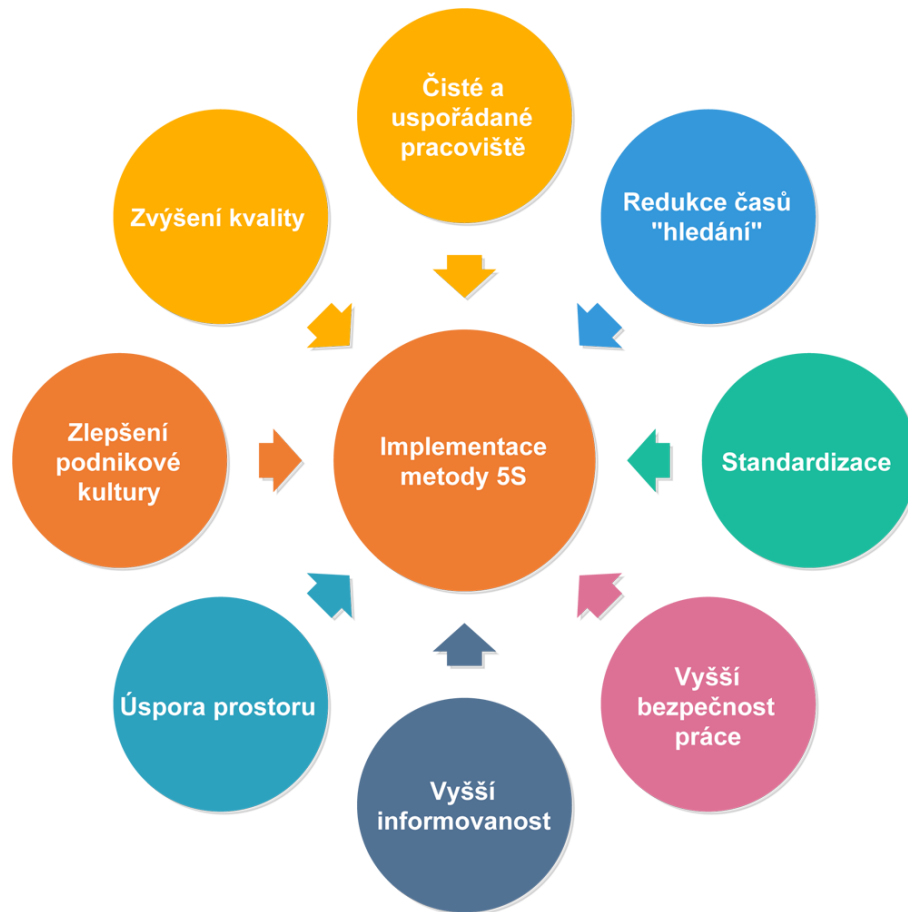 Čisté a
uspořádané
pracoviště
Redukce časů
"hledání"
Standardizace
Vyšší
bezpečnost
práce
Vyšší
informovanost
Úspora prostoru
Zlepšení
podnikové
kultury
Zvýšení kvality
Implementace
metody 5S